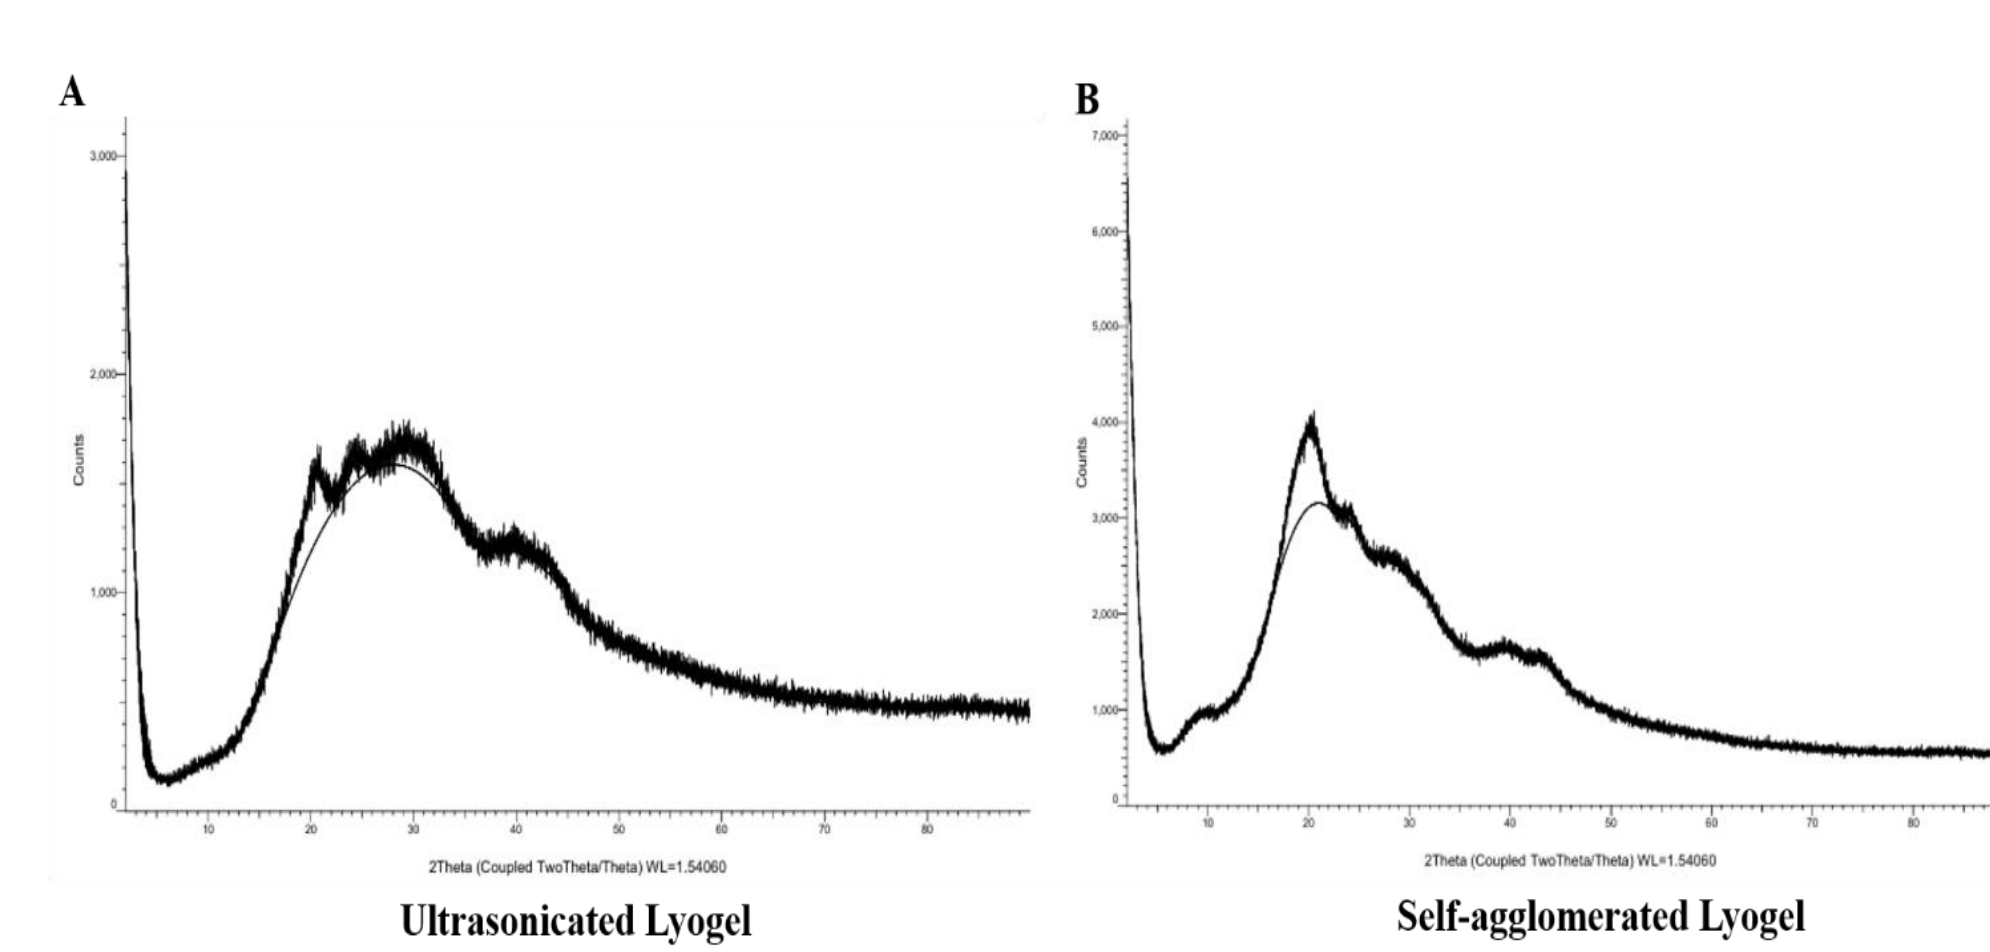 A
3,000
2,000
1,000
0
Counts
10 20 30 40 50 60 70 80
2Theta (Coupled TwoTheta/Theta) WL=1.54060
Ultrasonicated Lyogel
B
7,000
6,000
5,000
4,000
3,000
2,000
1,000
0
Counts
10 20 30 40 50 60 70 80
2Theta (Coupled TwoTheta/Theta) WL=1.54060
Self-agglomerated Lyogel